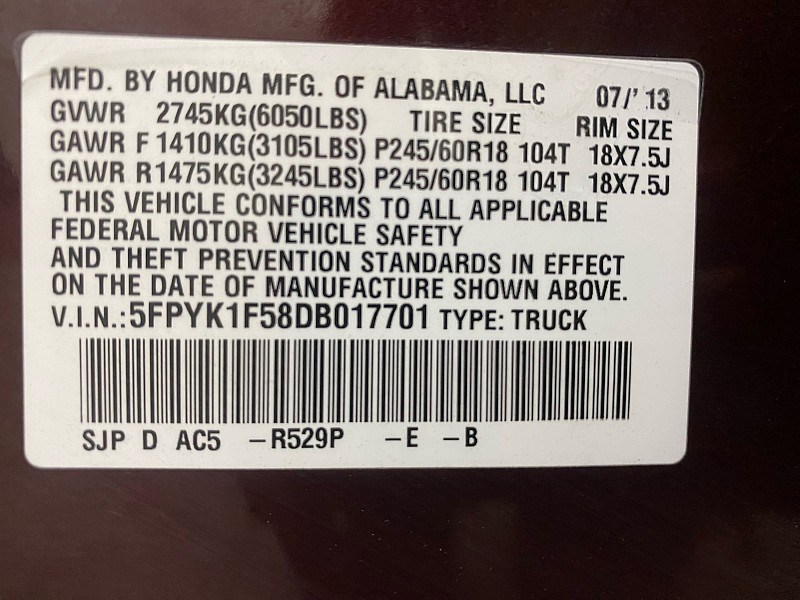 MFD. BY HONDA MFG. OF ALABAMA, LLC 07/' 13
GVWR 2745KG(6050LBS) TIRE SIZE RIM SIZE
GAWR F 1410KG(3105LBS) P245/60R18 104T 18X7.5J
GAWR R1475KG(3245LBS) P245/60R18 104T 18X7.5J
THIS VEHICLE CONFORMS TO ALL APPLICABLE
FEDERAL MOTOR VEHICLE SAFETY
AND THEFT PREVENTION STANDARDS IN EFFECT
ON THE DATE OF MANUFACTURE SHOWN ABOVE.
V.I.N.:5FPYK1F58DB017701 TYPE: TRUCK
SJP D AC5 –R529P –E –B